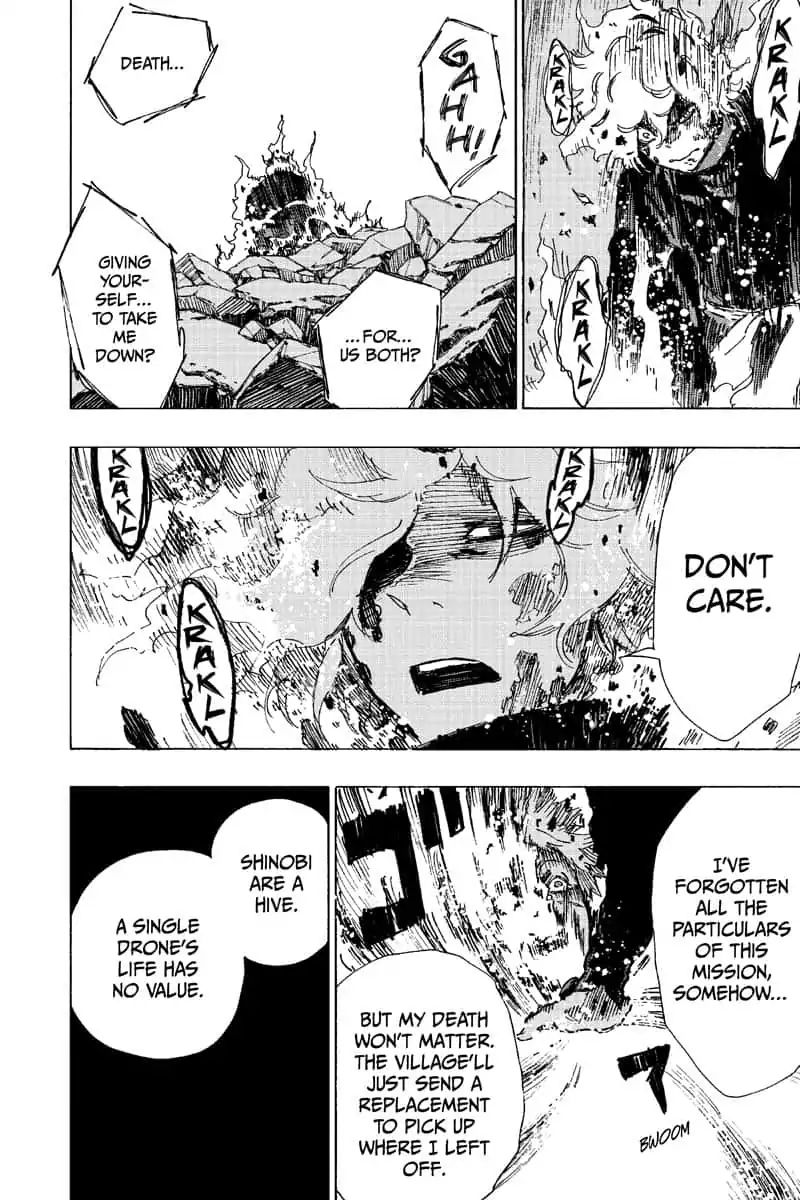 KRAKL
KRAKL
KRAKL
GAHH!
DEATH...
...FOR...
US BOTH?
GIVING
YOUR-
SELF...
TO TAKE
ME
DOWN?
DON'T
CARE.
KRAKL
KRAKL
KRAKL
I'VE
FORGOTTEN
ALL THE
PARTICULARS
OF THIS
MISSION,
SOMEHOW...
BUT MY DEATH
WON'T MATTER.
THE VILLAGE'LL
JUST SEND A
REPLACEMENT
TO PICK UP
WHERE I LEFT
OFF.
BWOOM
SHINOBI
ARE A
HIVE.
A SINGLE
DRONE'S
LIFE HAS
NO VALUE.